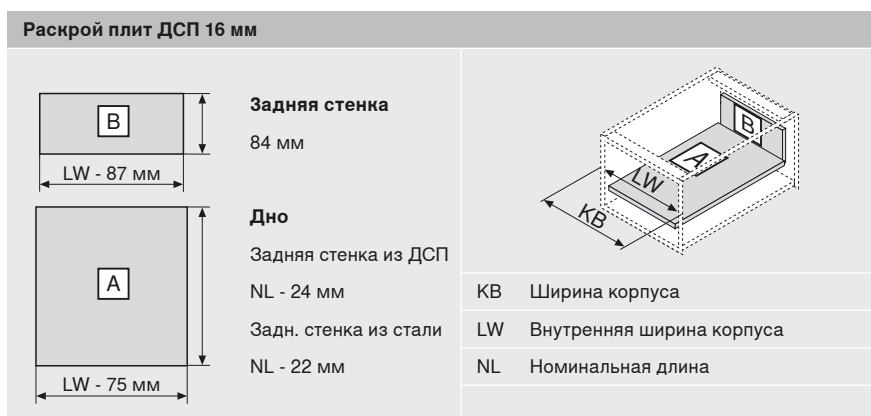 Раскрой плит ДСП 16 мм
B
LW - 87 мм
Задняя стенка
84 мм
A
LW - 75 мм
Дно
Задняя стенка из ДСП
NL - 24 мм
Задн. стенка из стали
NL - 22 мм
B
A
LW
KB
KB Ширина корпуса
LW Внутренняя ширина корпуса
NL Номинальная длина